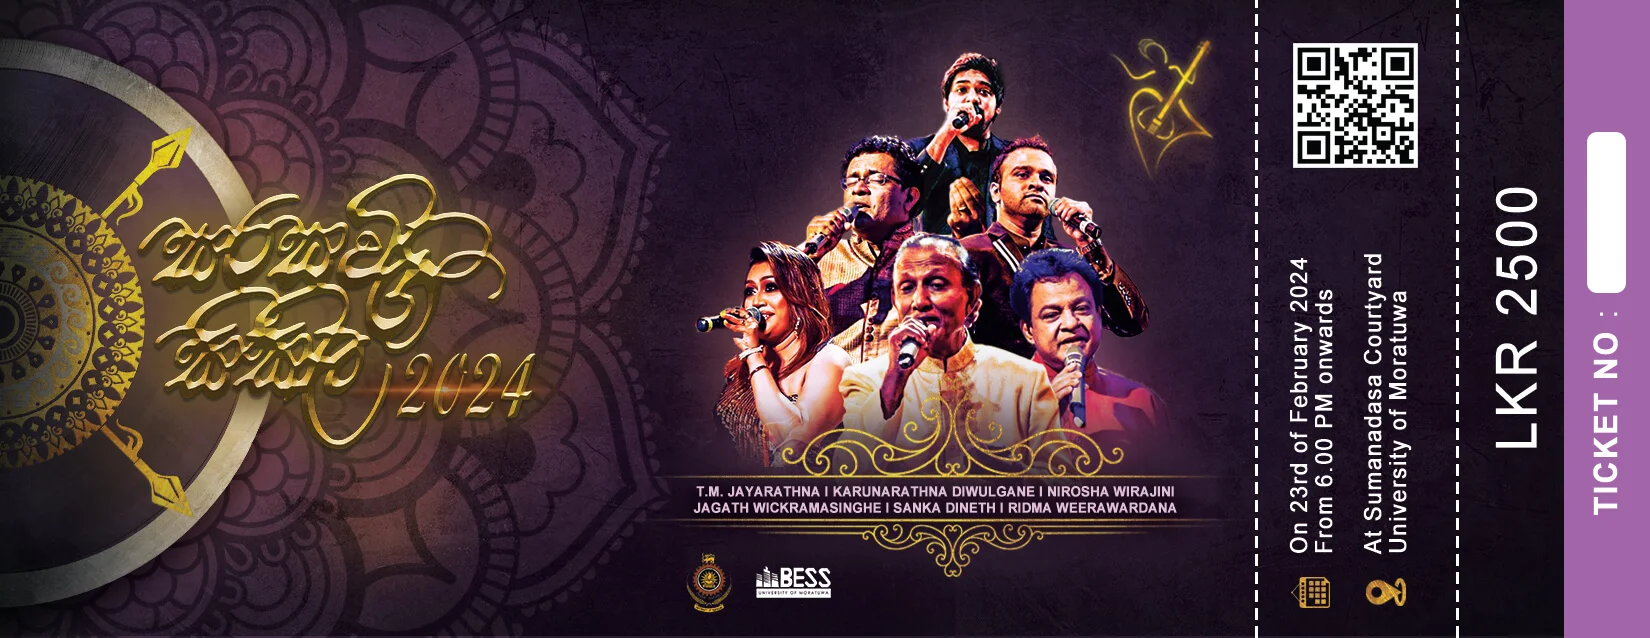 සරසවිය
සිසිල
2024
T.M. JAYARATHNA I KARUNARATHNA DIWULGANE I NIROSHA WIRAJINI
JAGATH WICKRAMASINGHE I SANKA DINETH I RIDMA WEERAWARDANA
BESS
UNIVERSITY OF MORATUWA
On 23rd of February 2024
From 6.00 PM onwards
At Sumanadasa Courtyard
University of Moratuwa
LKR 2500
TICKET NO :